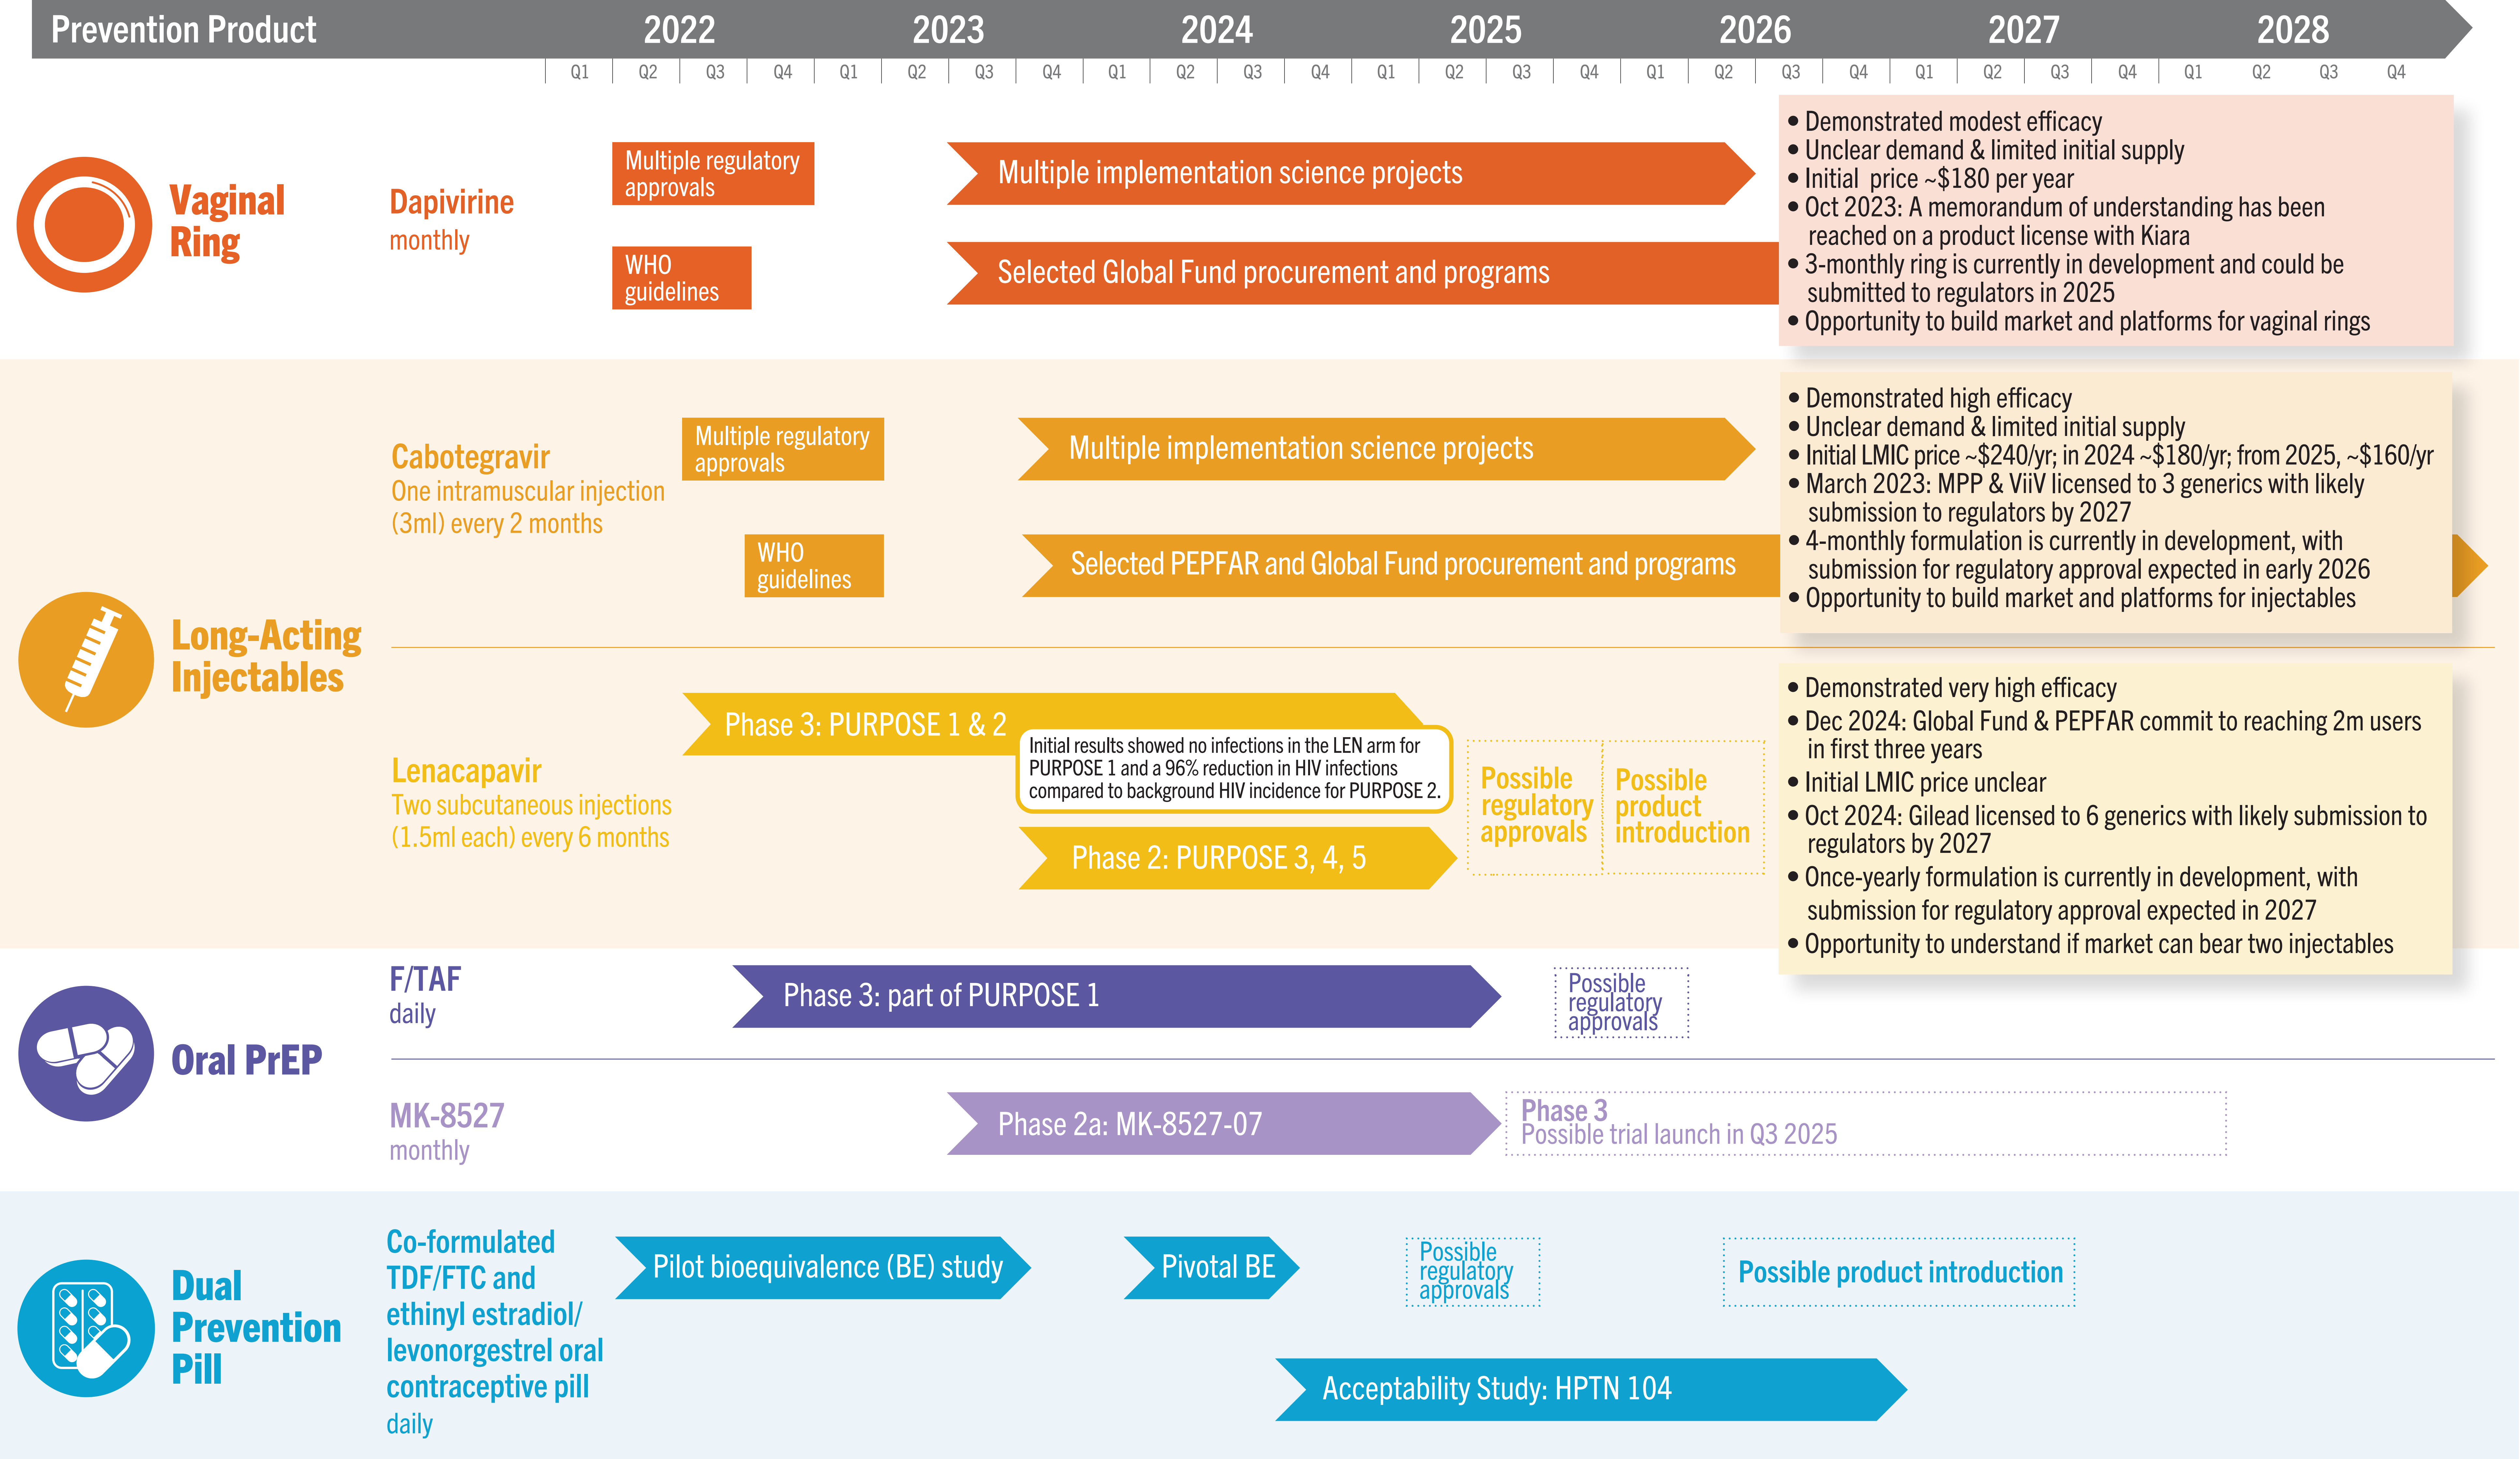 Prevention Product
2022 2023 2024 2025 2026 2027 2028
Q1 Q2 Q3 Q4 Q1 Q2 Q3 Q4 Q1 Q2 Q3 Q4 Q1 Q2 Q3 Q4 Q1 Q2 Q3 Q4 Q1 Q2 Q3 Q4 Q1 Q2 Q3 Q4
Vaginal
Ring
Dapivirine
monthly
Multiple regulatory
approvals
WHO
guidelines
Multiple implementation science projects
Selected Global Fund procurement and programs
• Demonstrated modest efficacy
• Unclear demand & limited initial supply
• Initial price ~$180 per year
• Oct 2023: A memorandum of understanding has been
reached on a product license with Kiara
• 3-monthly ring is currently in development and could be
submitted to regulators in 2025
• Opportunity to build market and platforms for vaginal rings
Long-Acting
Injectables
Cabotegravir
One intramuscular injection
(3ml) every 2 months
Multiple regulatory
approvals
WHO
guidelines
Multiple implementation science projects
Selected PEPFAR and Global Fund procurement and programs
• Demonstrated high efficacy
• Unclear demand & limited initial supply
• Initial LMIC price ~$240/yr; in 2024 ~$180/yr; from 2025, ~$160/yr
• March 2023: MPP & ViiV licensed to 3 generics with likely
submission to regulators by 2027
• 4-monthly formulation is currently in development, with
submission for regulatory approval expected in early 2026
• Opportunity to build market and platforms for injectables
Lenacapavir
Two subcutaneous injections
(1.5ml each) every 6 months
Phase 3: PURPOSE 1 & 2
Initial results showed no infections in the LEN arm for
PURPOSE 1 and a 96% reduction in HIV infections
compared to background HIV incidence for PURPOSE 2.
Phase 2: PURPOSE 3, 4, 5
Possible
regulatory
approvals
Possible
product
introduction
• Demonstrated very high efficacy
• Dec 2024: Global Fund & PEPFAR commit to reaching 2m users
in first three years
• Initial LMIC price unclear
• Oct 2024: Gilead licensed to 6 generics with likely submission to
regulators by 2027
• Once-yearly formulation is currently in development, with
submission for regulatory approval expected in 2027
• Opportunity to understand if market can bear two injectables
Oral PrEP
F/TAF
daily
Phase 3: part of PURPOSE 1
Possible
regulatory
approvals
MK-8527
monthly
Phase 2a: MK-8527-07
Phase 3
Possible trial launch in Q3 2025
Dual
Prevention
Pill
Co-formulated
TDF/FTC and
ethinyl estradiol/
levonorgestrel oral
contraceptive pill
daily
Pilot bioequivalence (BE) study
Pivotal BE
Possible
regulatory
approvals
Possible product introduction
Acceptability Study: HPTN 104